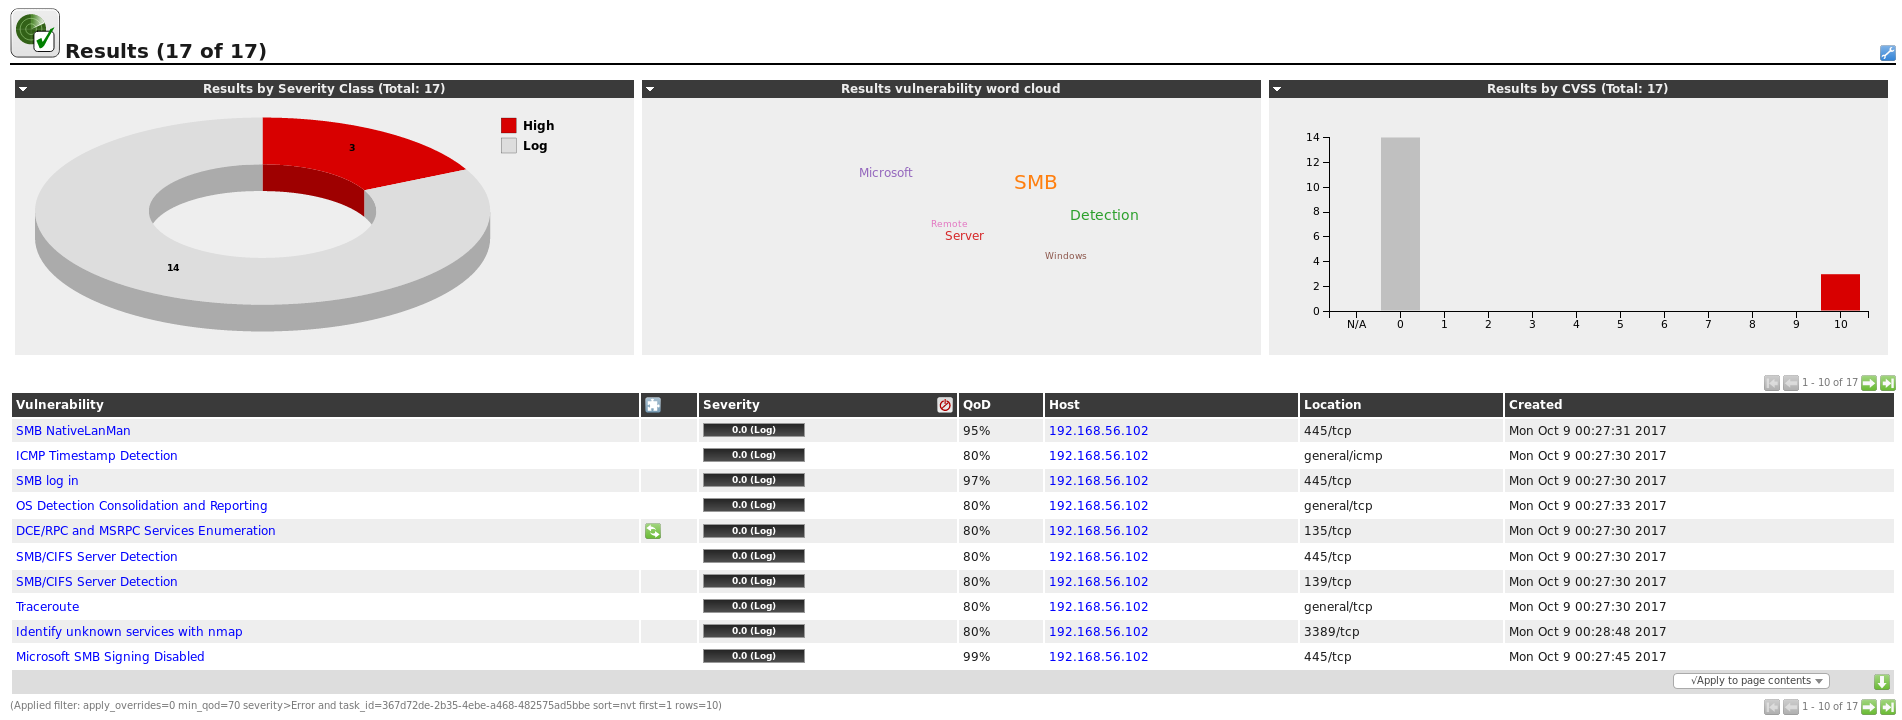 Results (17 of 17)
Results by Severity Class (Total: 17)
3
14
High
Log
Results vulnerability word cloud
Microsoft
SMB
Detection
Remote
Server
Windows
Results by CVSS (Total: 17)
14
12
10
8
6
4
2
0
N/A 0 1 2 3 4 5 6 7 8 9 10
1 - 10 of 17
Vulnerability Severity QoD Host Location Created
SMB NativeLanMan 0.0 (Log) 95% 192.168.56.102 445/tcp Mon Oct 9 00:27:31 2017
ICMP Timestamp Detection 0.0 (Log) 80% 192.168.56.102 general/icmp Mon Oct 9 00:27:30 2017
SMB log in 0.0 (Log) 97% 192.168.56.102 445/tcp Mon Oct 9 00:27:30 2017
OS Detection Consolidation and Reporting 0.0 (Log) 80% 192.168.56.102 general/tcp Mon Oct 9 00:27:33 2017
DCE/RPC and MSRPC Services Enumeration 0.0 (Log) 80% 192.168.56.102 135/tcp Mon Oct 9 00:27:30 2017
SMB/CIFS Server Detection 0.0 (Log) 80% 192.168.56.102 445/tcp Mon Oct 9 00:27:30 2017
SMB/CIFS Server Detection 0.0 (Log) 80% 192.168.56.102 139/tcp Mon Oct 9 00:27:30 2017
Traceroute 0.0 (Log) 80% 192.168.56.102 general/tcp Mon Oct 9 00:27:30 2017
Identify unknown services with nmap 0.0 (Log) 80% 192.168.56.102 3389/tcp Mon Oct 9 00:28:48 2017
Microsoft SMB Signing Disabled 0.0 (Log) 99% 192.168.56.102 445/tcp Mon Oct 9 00:27:45 2017
√Apply to page contents
(Applied filter: apply_overrides=0 min_qod=70 severity>Error and task_id=367d72de-2b35-4ebe-a468-482575ad5bbe sort=nvt first=1 rows=10) 1 - 10 of 17